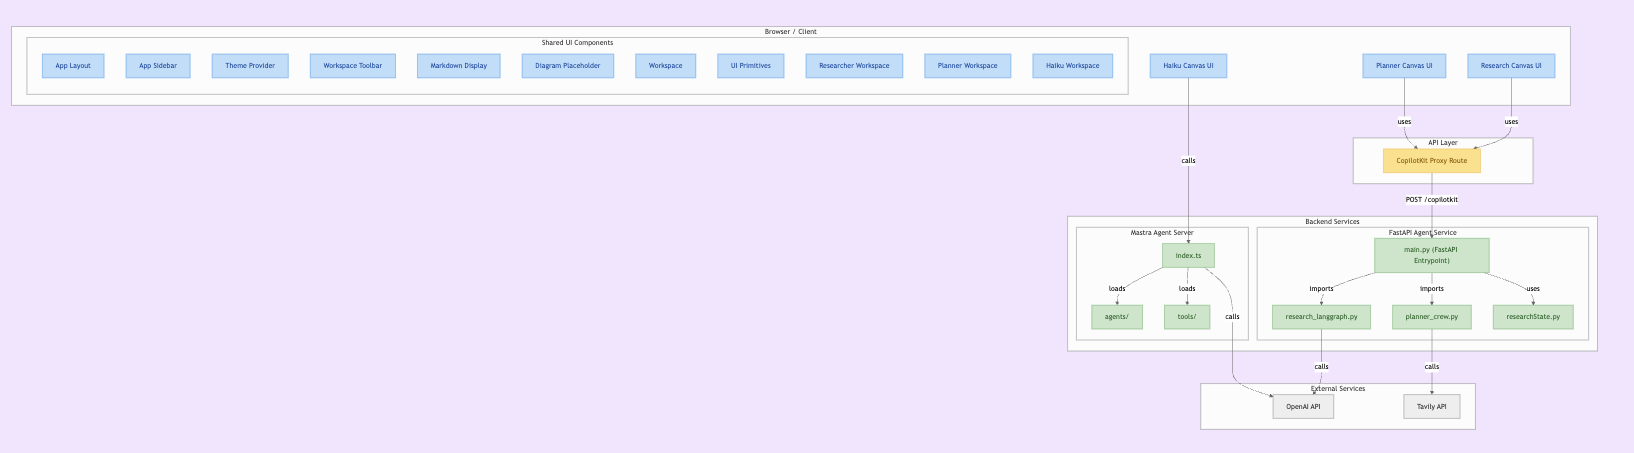 Browser / Client
Shared UI Components
App Layout
App Sidebar
Theme Provider
Workspace Toolbar
Markdown Display
Diagram Placeholder
Workspace
UI Primitives
Researcher Workspace
Planner Workspace
Haiku Workspace
Haiku Canvas UI
Planner Canvas UI
Research Canvas UI
uses
uses
API Layer
CopilotKit Proxy Route
calls
POST /copilotkit
Backend Services
Mastra Agent Server
index.ts
loads
loads
agents/
tools/
calls
FastAPI Agent Service
main.py (FastAPI
Entrypoint)
imports
imports
uses
research_langgraph.py
planner_crew.py
researchState.py
calls
calls
External Services
OpenAI API
Tavily API